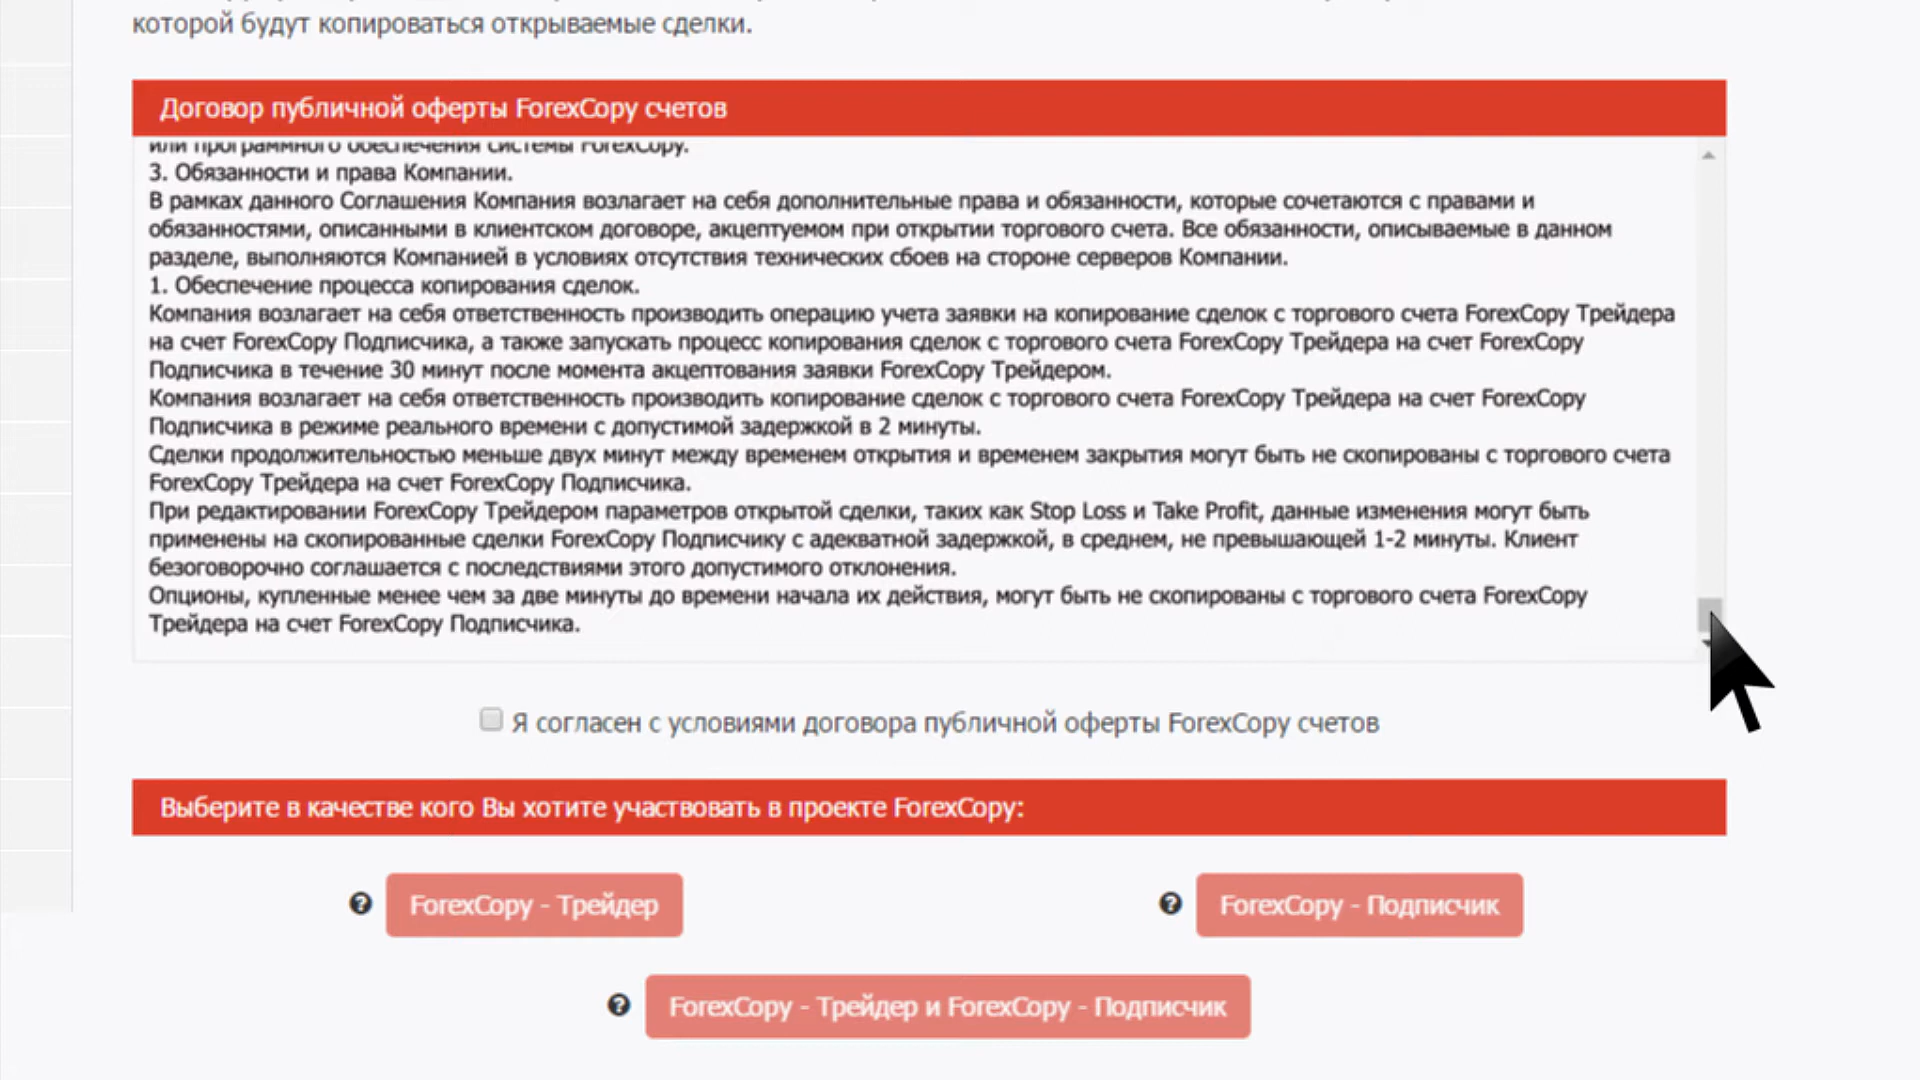 которой будут копироваться открываемые сделки.
Договор публичной оферты ForexCopy счетов
или программного обеспечения системы ForexCopy.
3. Обязанности и права Компании.
В рамках данного Соглашения Компания возлагает на себя дополнительные права и обязанности, которые сочетаются с правами и
обязанностями, описанными в клиентском договоре, акцептуемом при открытии торгового счета. Все обязанности, описываемые в данном
разделе, выполняются Компанией в условиях отсутствия технических сбоев на стороне серверов Компании.
1. Обеспечение процесса копирования сделок.
Компания возлагает на себя ответственность производить операцию учета заявки на копирование сделок с торгового счета ForexCopy Трейдера
на счет ForexCopy Подписчика, а также запускать процесс копирования сделок с торгового счета ForexCopy Трейдера на счет ForexCopy
Подписчика в течение 30 минут после момента акцептования заявки ForexCopy Трейдером.
Компания возлагает на себя ответственность производить копирование сделок с торгового счета ForexCopy Трейдера на счет ForexCopy
Подписчика в режиме реального времени с допустимой задержкой в 2 минуты.
Сделки продолжительностью меньше двух минут между временем открытия и временем закрытия могут быть не скопированы с торгового счета
ForexCopy Трейдера на счет ForexCopy Подписчика.
При редактировании ForexCopy Трейдером параметров открытой сделки, таких как Stop Loss и Take Profit, данные изменения могут быть
применены на скопированные сделки ForexCopy Подписчику с адекватной задержкой, в среднем, не превышающей 1-2 минуты. Клиент
безоговорочно соглашается с последствиями этого допустимого отклонения.
Опционы, купленные менее чем за две минуты до времени начала их действия, могут быть не скопированы с торгового счета ForexCopy
Трейдера на счет ForexCopy Подписчика.
Я согласен с условиями договора публичной оферты ForexCopy счетов
Выберите в качестве кого Вы хотите участвовать в проекте ForexCopy:
ForexCopy - Трейдер
ForexCopy - Подписчик
ForexCopy - Трейдер и ForexCopy - Подписчик